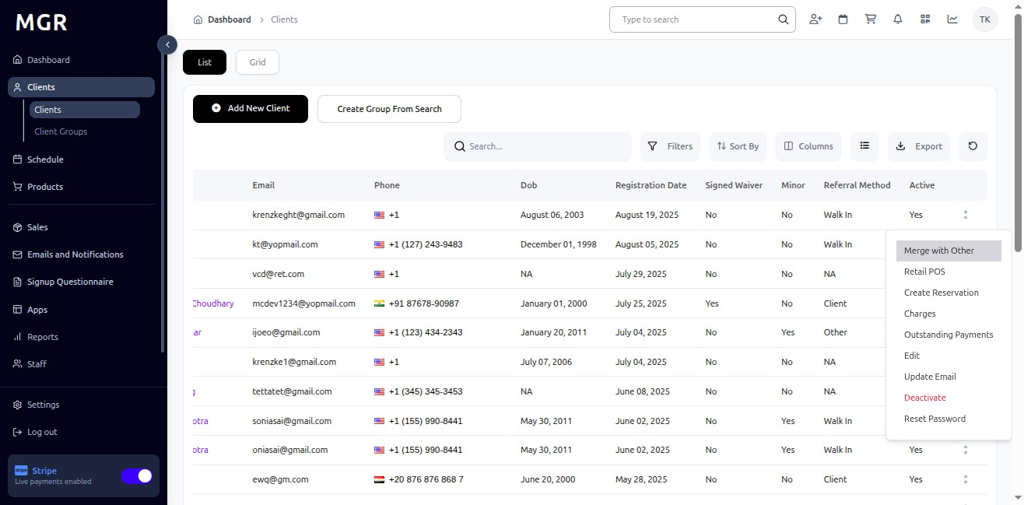 MGR
Dashboard
Clients
Clients
Client Groups
Schedule
Products
Sales
Emails and Notifications
Signup Questionnaire
Apps
Reports
Staff
Settings
Log out
Stripe
Live payments enabled
Dashboard > Clients
Type to search
TK
List Grid
Add New Client Create Group From Search
Search... Filters Sort By Columns Export
Email Phone Dob Registration Date Signed Waiver Minor Referral Method Active
krenzkeght@gmail.com +1 August 06, 2003 August 19, 2025 No No Walk In Yes
kt@yopmail.com +1 (127) 243-9483 December 01, 1998 August 05, 2025 No No Walk In
vcd@ret.com +1 NA July 29, 2025 No No NA
Choudhary mcdev1234@yopmail.com +91 87678-90987 January 01, 2000 July 25, 2025 Yes No Client
ar ijoeo@gmail.com +1 (123) 434-2343 January 20, 2011 July 04, 2025 No Yes Other
krenzke1@gmail.com +1 July 07, 2006 July 04, 2025 No No NA
tettatet@gmail.com +1 (345) 345-3453 NA June 08, 2025 No No NA
otra soniasai@gmail.com +1 (155) 990-8441 May 30, 2011 June 02, 2025 No Yes Walk In
otra oniasai@gmail.com +1 (155) 990-8441 May 30, 2011 June 02, 2025 No Yes Walk In Yes
ewq@gm.com +20 876 876 868 7 June 20, 2000 May 28, 2025 No No Client Yes
Merge with Other
Retail POS
Create Reservation
Charges
Outstanding Payments
Edit
Update Email
Deactivate
Reset Password